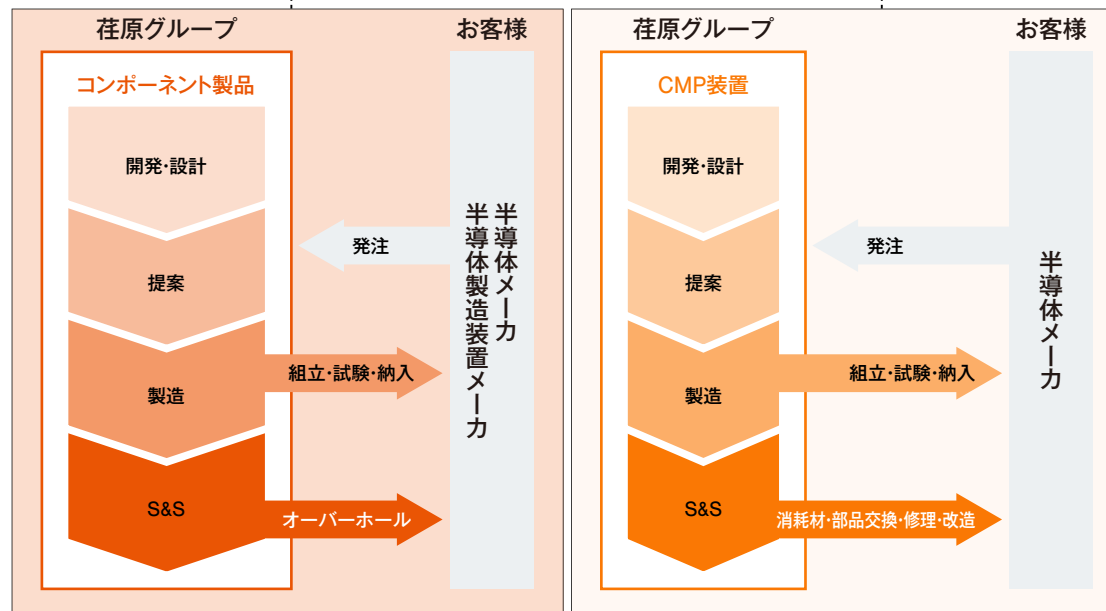 荏原グループ
お客様
コンポーネント製品
開発・設計
提案
製造
S&S
発注
組立・試験・納入
オーバーホール
半導体メーカ
半導体製造装置メーカ
荏原グループ
お客様
CMP装置
開発・設計
提案
製造
S&S
発注
組立・試験・納入
消耗材・部品交換・修理・改造
半導体メーカ